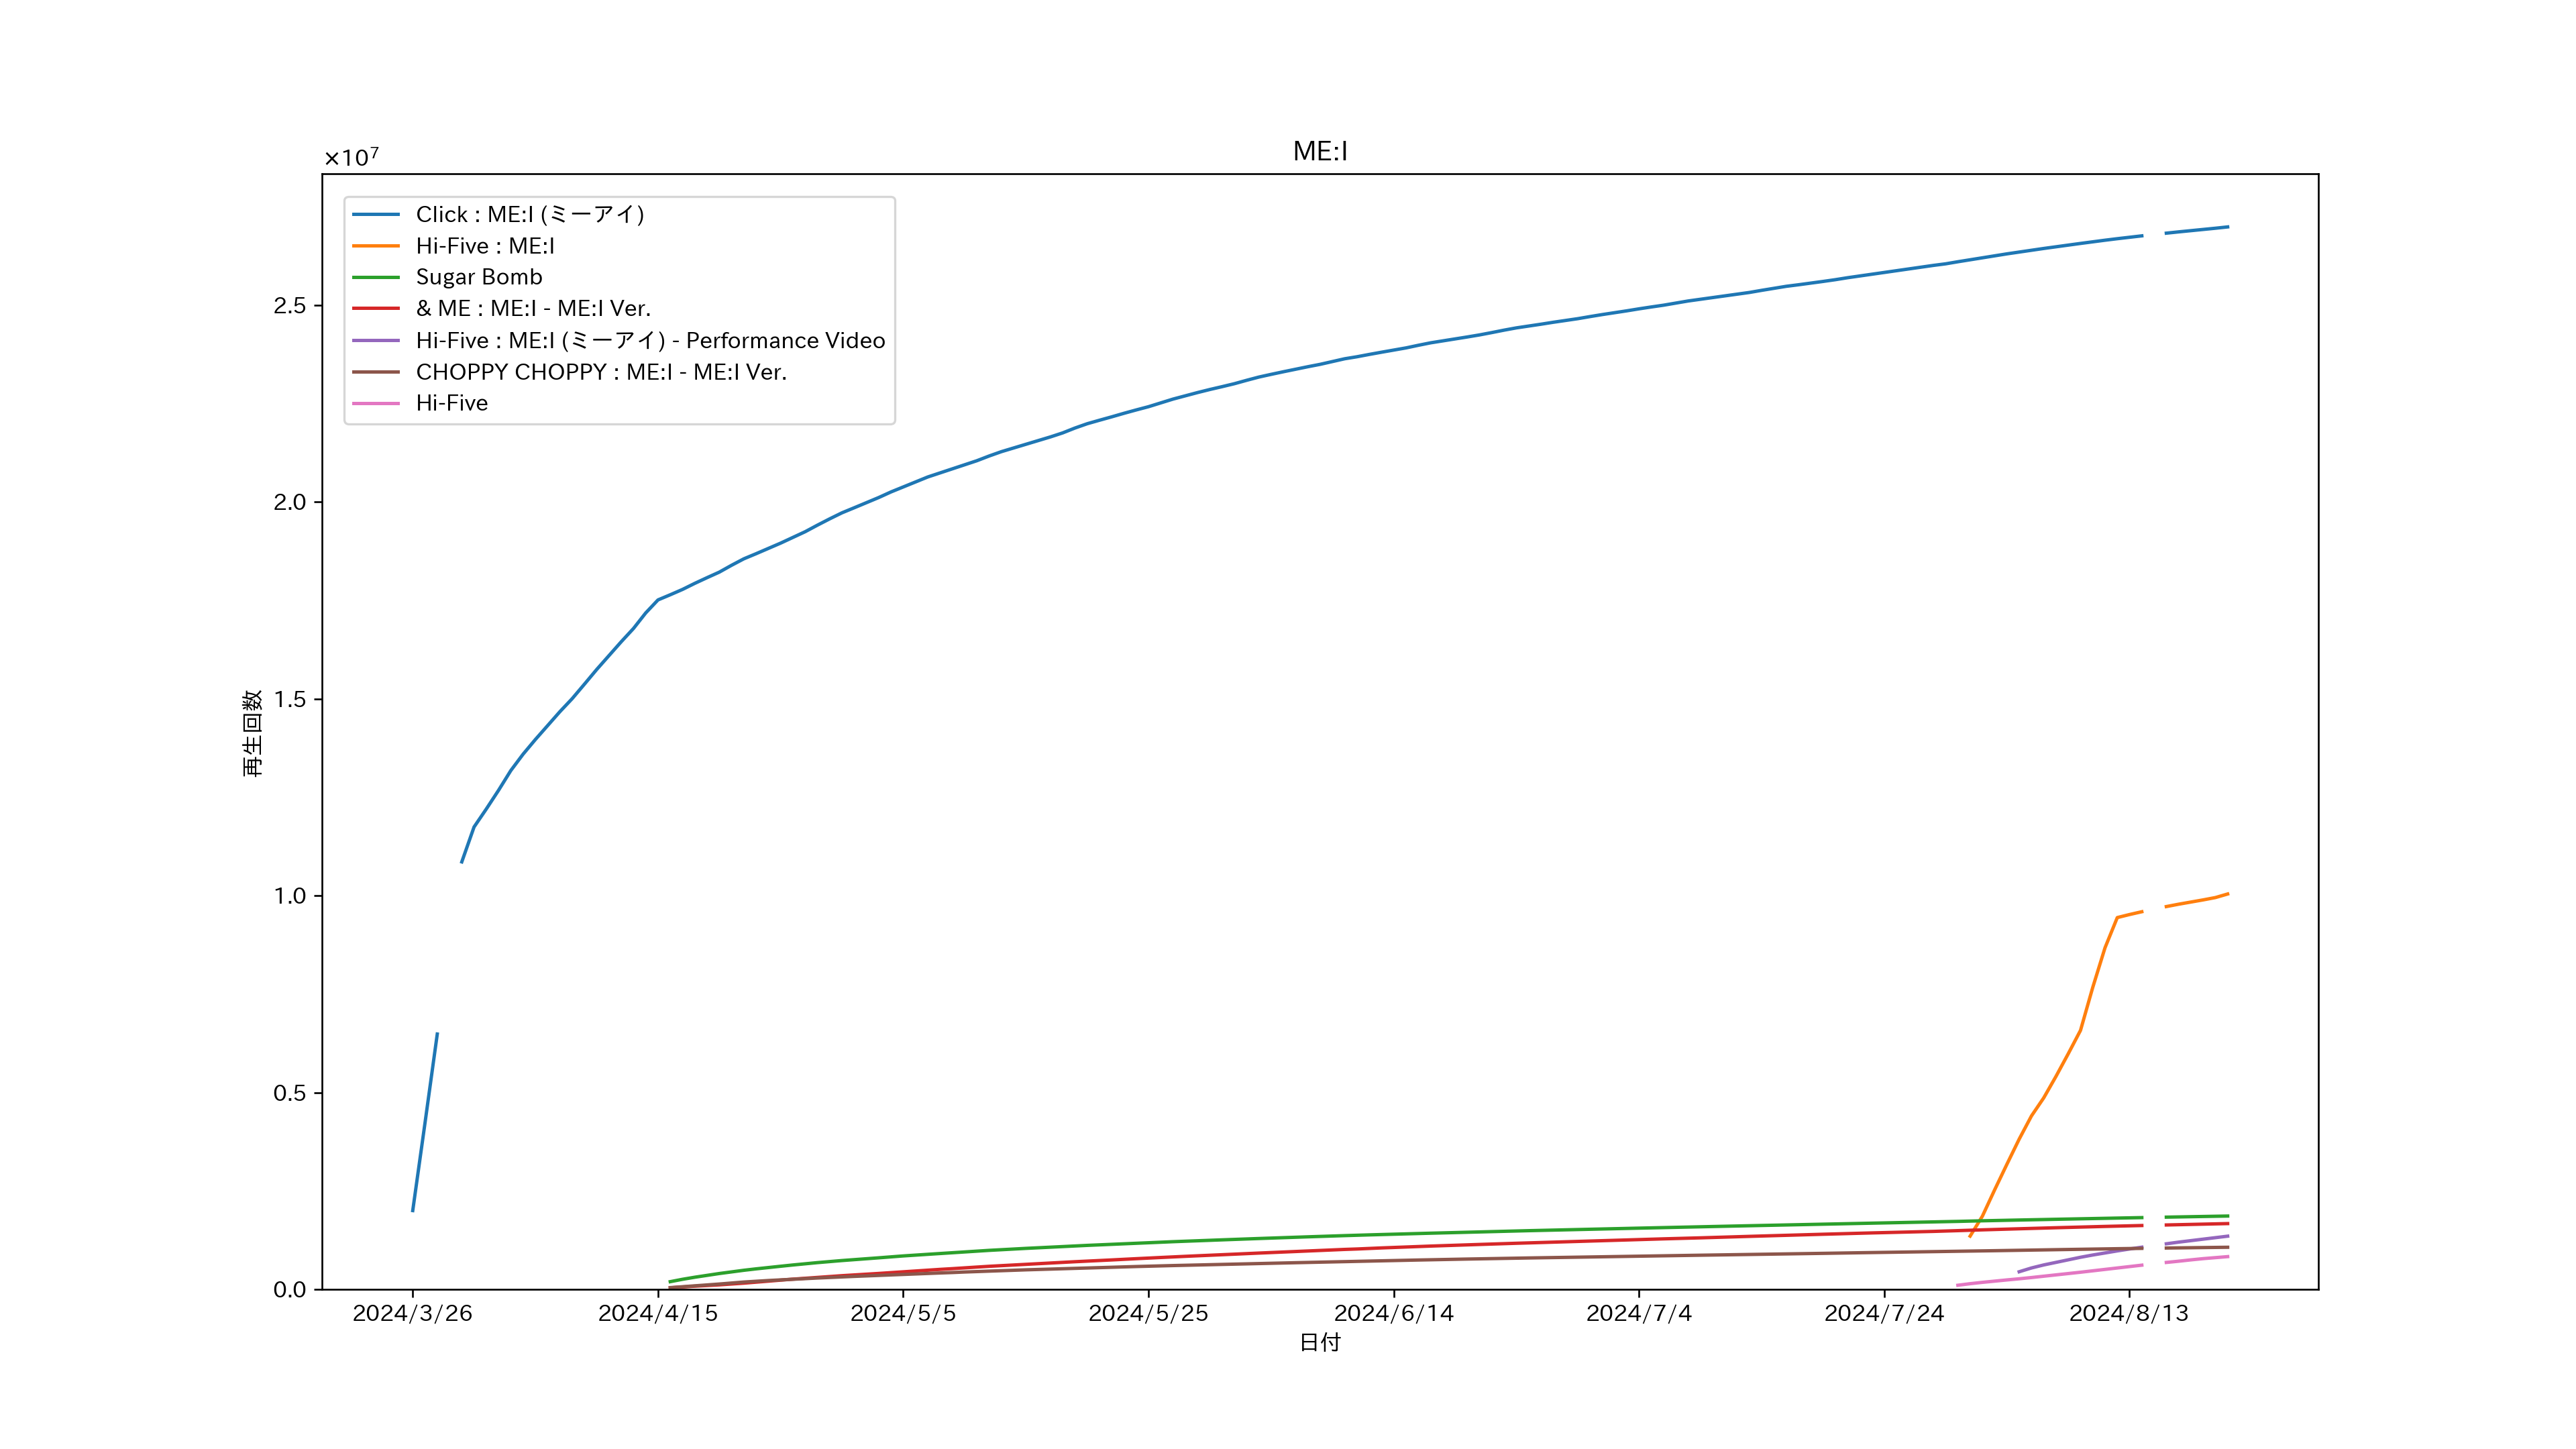 ME:I
×10⁷
Click : ME:I (ミーアイ)
Hi-Five : ME:I
Sugar Bomb
& ME : ME:I - ME:I Ver.
Hi-Five : ME:I (ミーアイ) - Performance Video
CHOPPY CHOPPY : ME:I - ME:I Ver.
Hi-Five
2.5
2.0
1.5
1.0
0.5
0.0
再生回数
2024/3/26 2024/4/15 2024/5/5 2024/5/25 2024/6/14 2024/7/4 2024/7/24 2024/8/13
日付